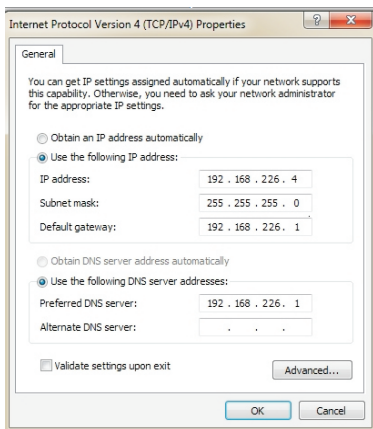 Internet Protocol Version 4 (TCP/IPv4) Properties
General
You can get IP settings assigned automatically if your network supports
this capability. Otherwise, you need to ask your network administrator
for the appropriate IP settings.
Obtain an IP address automatically
Use the following IP address:
IP address: 192 . 168 . 226 . 4
Subnet mask: 255 . 255 . 255 . 0
Default gateway: 192 . 168 . 226 . 1
Obtain DNS server address automatically
Use the following DNS server addresses:
Preferred DNS server: 192 . 168 . 226 . 1
Alternate DNS server: . . .
Validate settings upon exit
Advanced...
OK Cancel